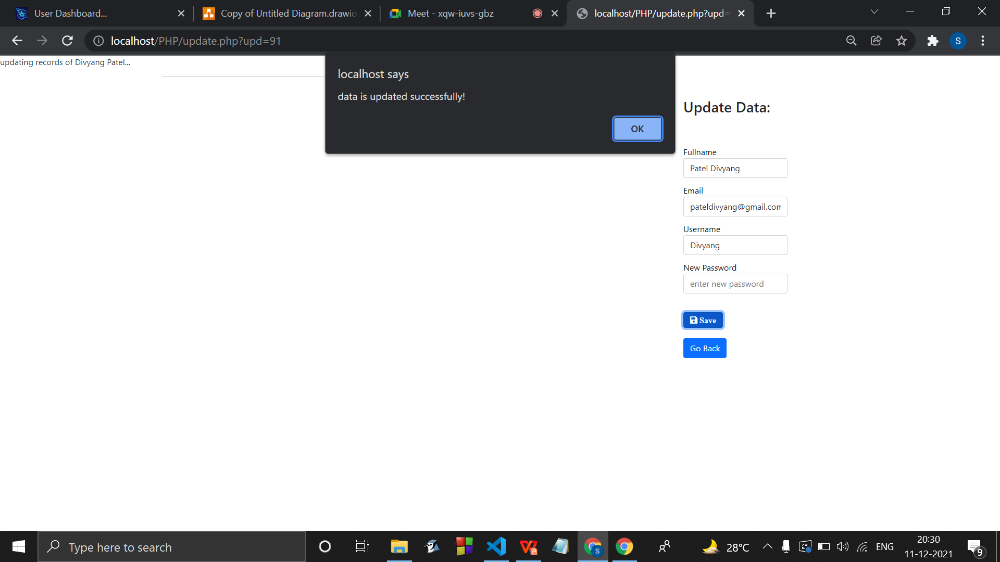 User Dashboard...
Copy of Untitled Diagram.drawio
Meet - xqw-iuvs-gbz
localhost/PHP/update.php?upd=
localhost/PHP/update.php?upd=91
S
updating records of Divyang Patel...
localhost says
data is updated successfully!
OK
Update Data:
Fullname
Patel Divyang
Email
pateldivyang@gmail.com
Username
Divyang
New Password
enter new password
Save
Go Back
Type here to search
S
28°C
ENG
20:30
11-12-2021
9